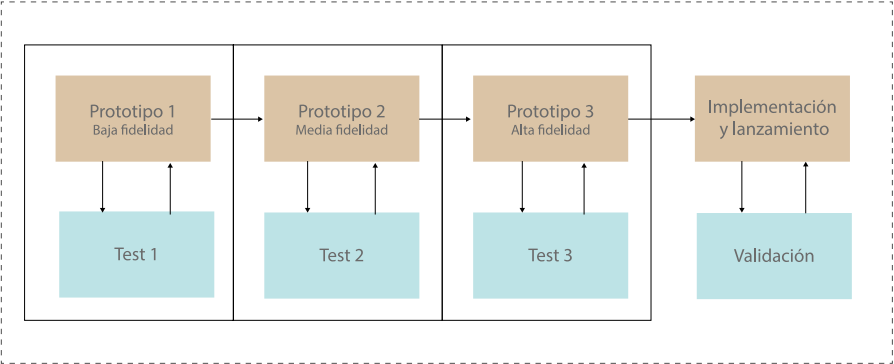 Prototipo 1
Baja fidelidad
Prototipo 2
Media fidelidad
Prototipo 3
Alta fidelidad
Implementación
y lanzamiento
Test 1
Test 2
Test 3
Validación